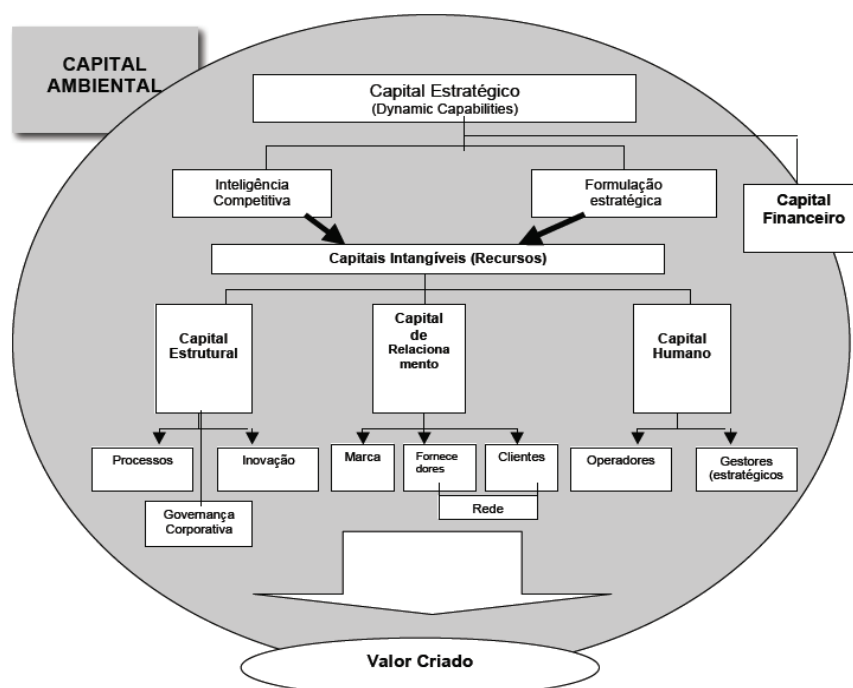 CAPITAL
AMBIENTAL
Capital Estratégico
(Dynamic Capabilities)
Inteligência
Competitiva
Formulação
estratégica
Capital
Financeiro
Capitais Intangíveis (Recursos)
Capital
Estrutural
Capital
de
Relaciona
mento
Capital
Humano
Processos
Inovação
Marca
Fornece
dores
Clientes
Operadores
Gestores
(estratégicos
Governança
Corporativa
Rede
Valor Criado